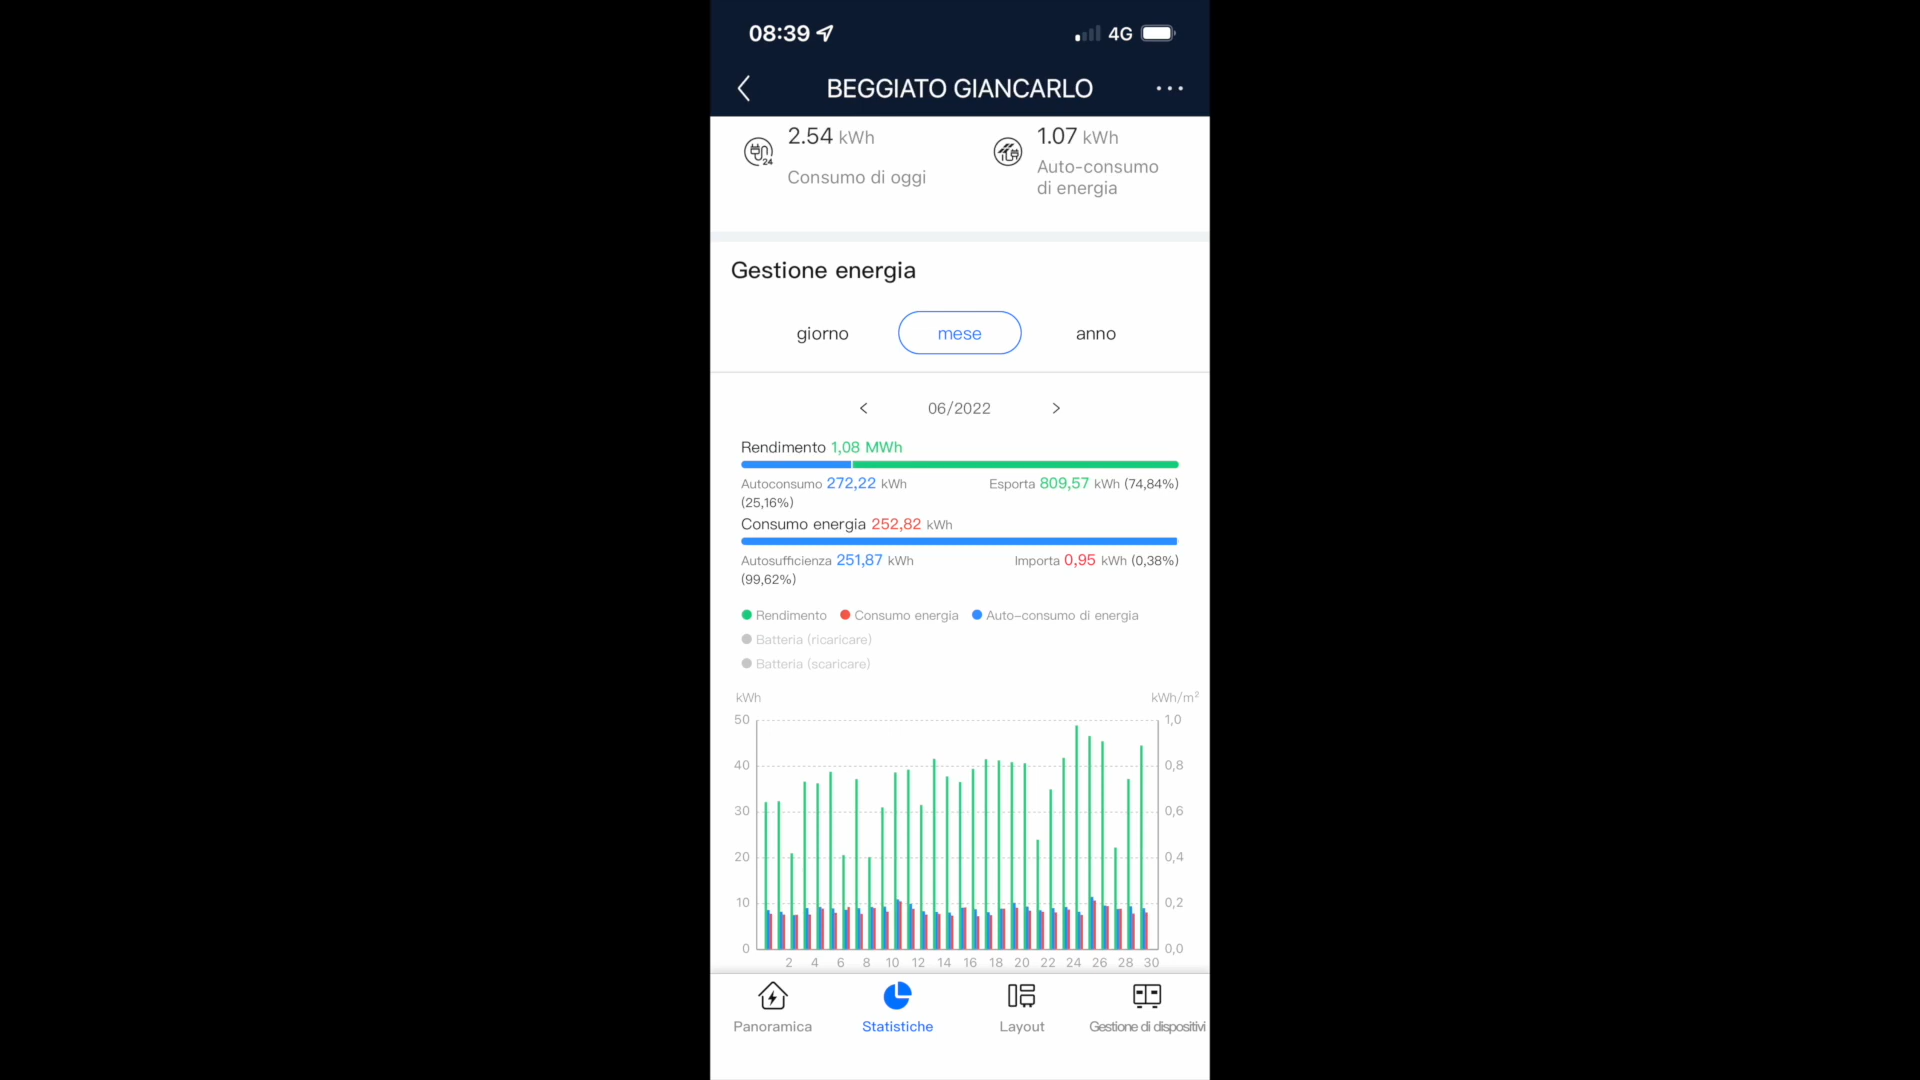 08:39
4G
BEGGIATO GIANCARLO
2.54 kWh
Consumo di oggi
1.07 kWh
Auto-consumo
di energia
24
Gestione energia
giorno mese anno
06/2022
Rendimento 1,08 MWh
Autoconsumo 272,22 kWh
(25,16%)
Esporta 809,57 kWh (74,84%)
Consumo energia 252,82 kWh
Autosufficienza 251,87 kWh
(99,62%)
Importa 0,95 kWh (0,38%)
Rendimento Consumo energia Auto-consumo di energia
Batteria (ricaricare)
Batteria (scaricare)
kWh kWh/m²
50 1,0
40 0,8
30 0,6
20 0,4
10 0,2
0 0,0
2 4 6 8 10 12 14 16 18 20 22 24 26 28 30
Panoramica Statistiche Layout Gestione di dispositivi